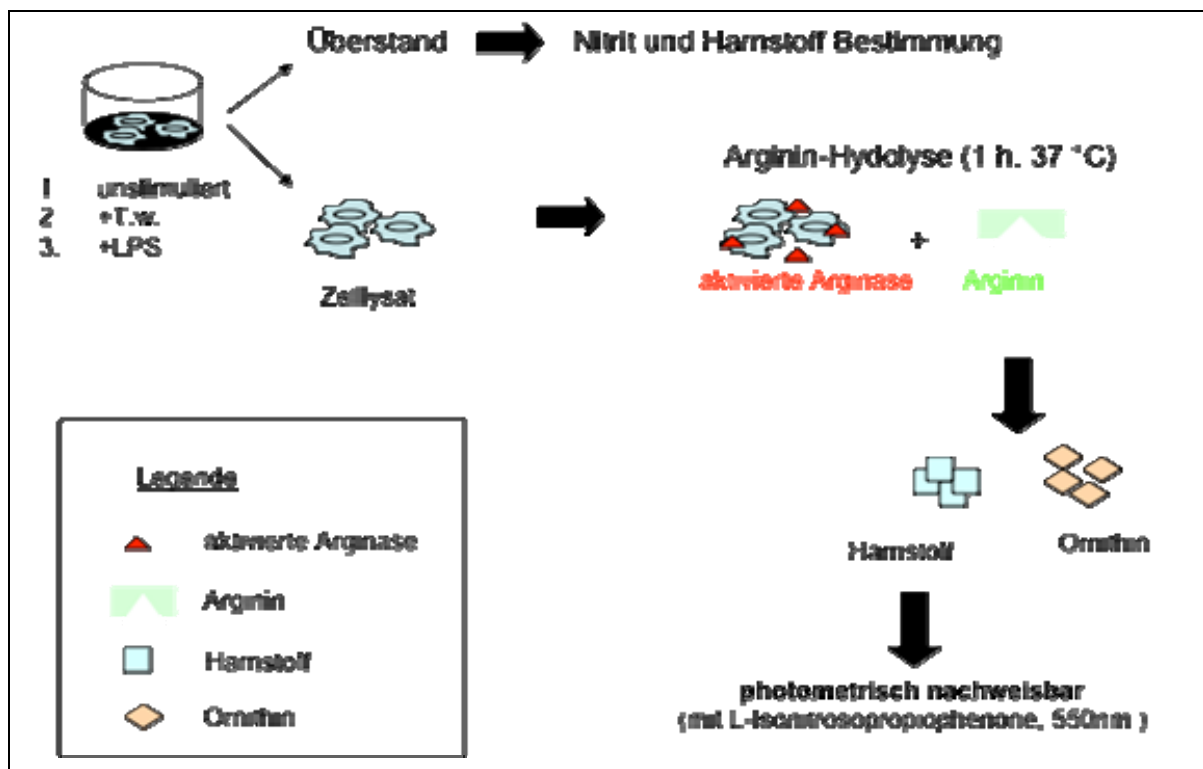 Überstand
Nitrit und Harnstoff Bestimmung
Arginin-Hydolyse (1 h. 37 °C)
1 unstimuliert
2 +T.w.
3. +LPS
Zelllysat
+
aktivierte Arginase
Arginin
Legende
aktivierte Arginase
Arginin
Harnstoff
Ornithin
Harnstoff
Ornithin
photometrisch nachweisbar
(mit L-Isonitrosopropiophenone, 550nm )